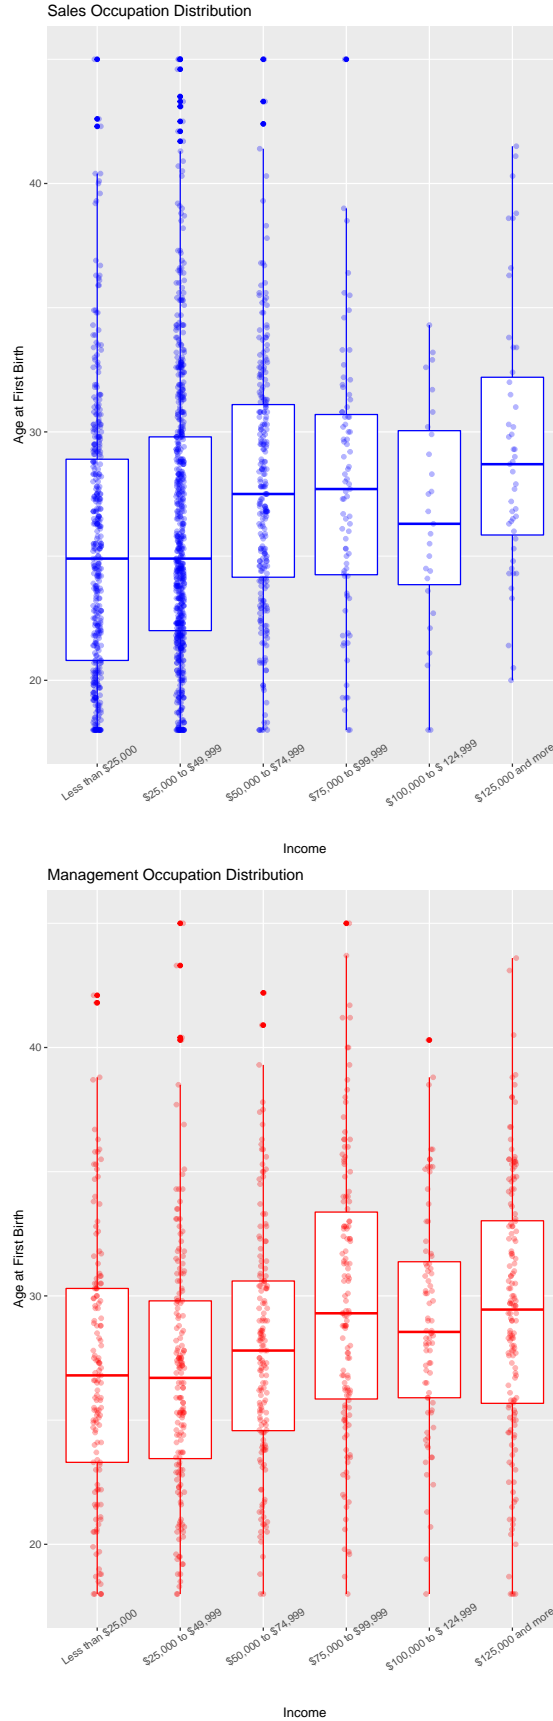 Sales Occupation Distribution
Age at First Birth
40
30
20
Less than $25,000
$25,000 to $49,999
$50,000 to $74,999
$75,000 to $99,999
$100,000 to $ 124,999
$125,000 and more
Income
Management Occupation Distribution
Age at First Birth
40
30
20
Less than $25,000
$25,000 to $49,999
$50,000 to $74,999
$75,000 to $99,999
$100,000 to $ 124,999
$125,000 and more
Income